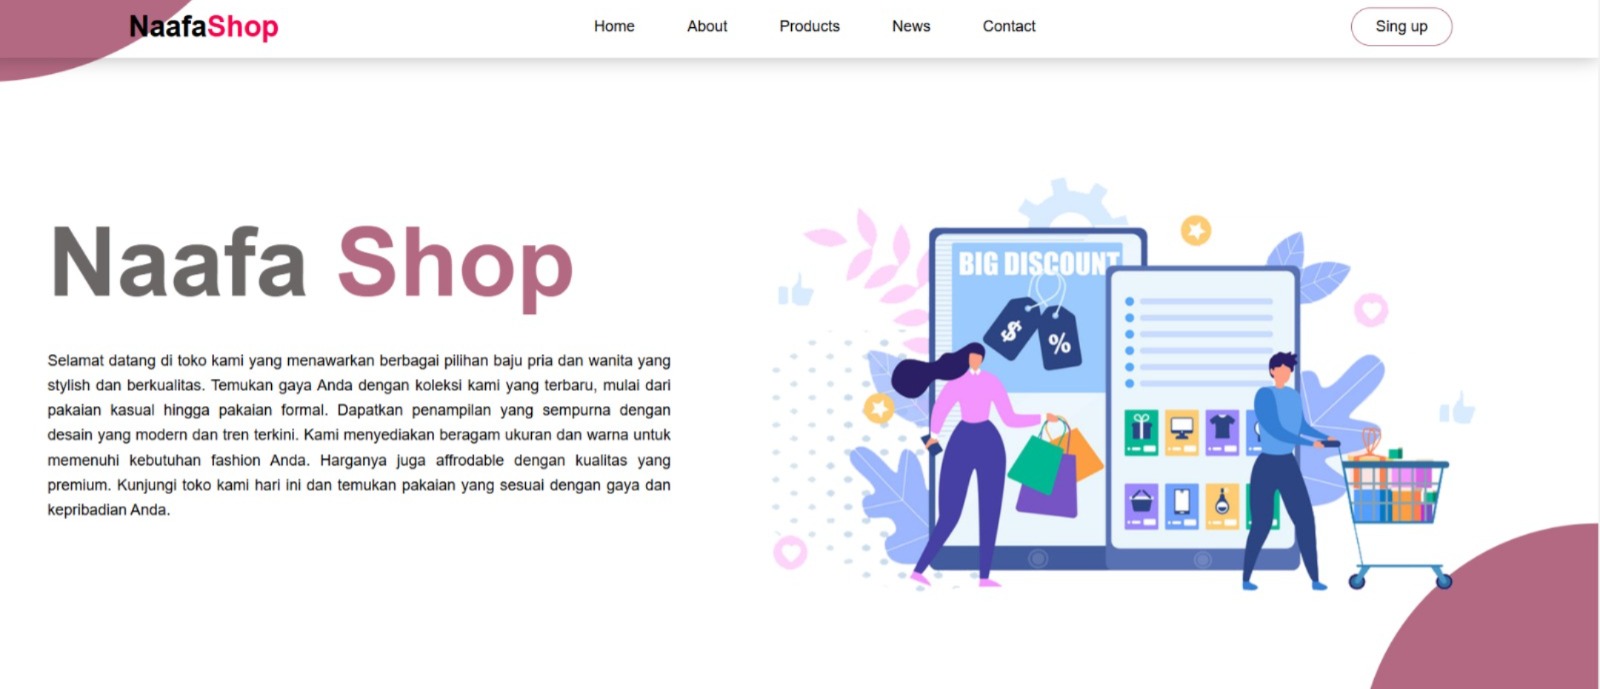 NaafaShop
Home
About
Products
News
Contact
Sing up
Naafa Shop
Selamat datang di toko kami yang menawarkan berbagai pilihan baju pria dan wanita yang
stylish dan berkualitas. Temukan gaya Anda dengan koleksi kami yang terbaru, mulai dari
pakaian kasual hingga pakaian formal. Dapatkan penampilan yang sempurna dengan
desain yang modern dan tren terkini. Kami menyediakan beragam ukuran dan warna untuk
memenuhi kebutuhan fashion Anda. Harganya juga affrodable dengan kualitas yang
premium. Kunjungi toko kami hari ini dan temukan pakaian yang sesuai dengan gaya dan
kepribadian Anda.
BIG DISCOUNT
$
%